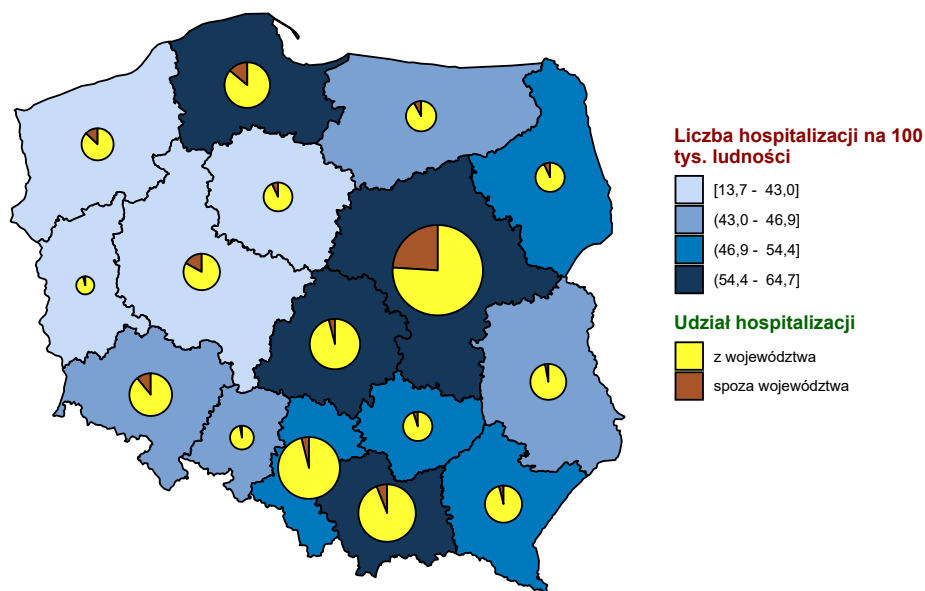 Liczba hospitalizacji na 100
tys. ludności
[13,7 - 43,0]
(43,0 - 46,9]
(46,9 - 54,4]
(54,4 - 64,7]
Udział hospitalizacji
z województwa
spoza województwa